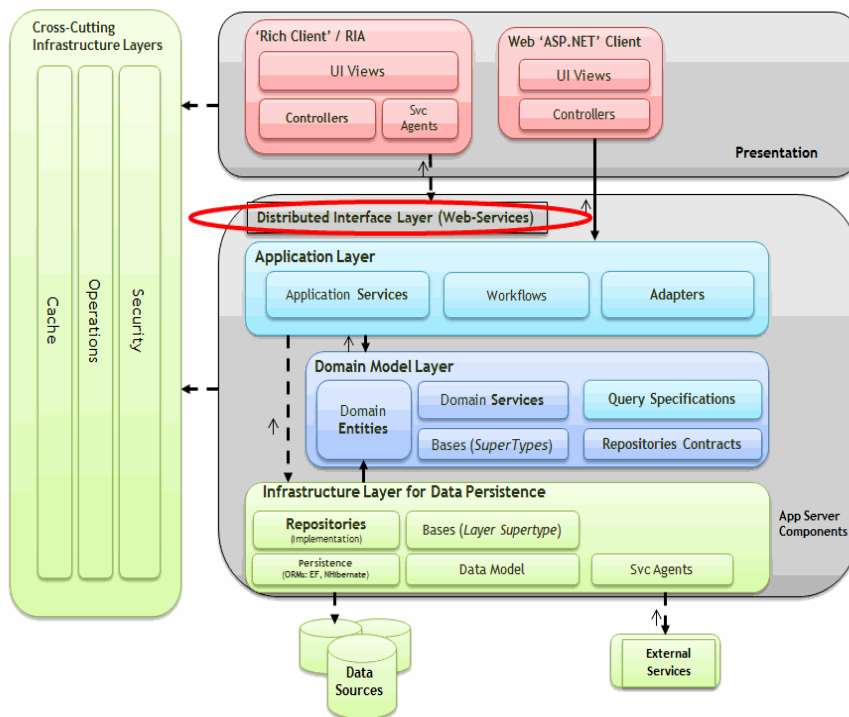 Cross-Cutting
Infrastructure Layers
Cache
Operations
Security
'Rich Client' / RIA
UI Views
Controllers
Svc
Agents
Web 'ASP.NET' Client
UI Views
Controllers
Presentation
Distributed Interface Layer (Web-Services)
Application Layer
Application Services
Workflows
Adapters
Domain Model Layer
Domain
Entities
Domain Services
Query Specifications
Bases (SuperTypes)
Repositories Contracts
Infrastructure Layer for Data Persistence
Repositories
(Implementation)
Bases (Layer Supertype)
Persistence
(ORMs: EF, NHibernate)
Data Model
Svc Agents
App Server
Components
Data
Sources
External
Services